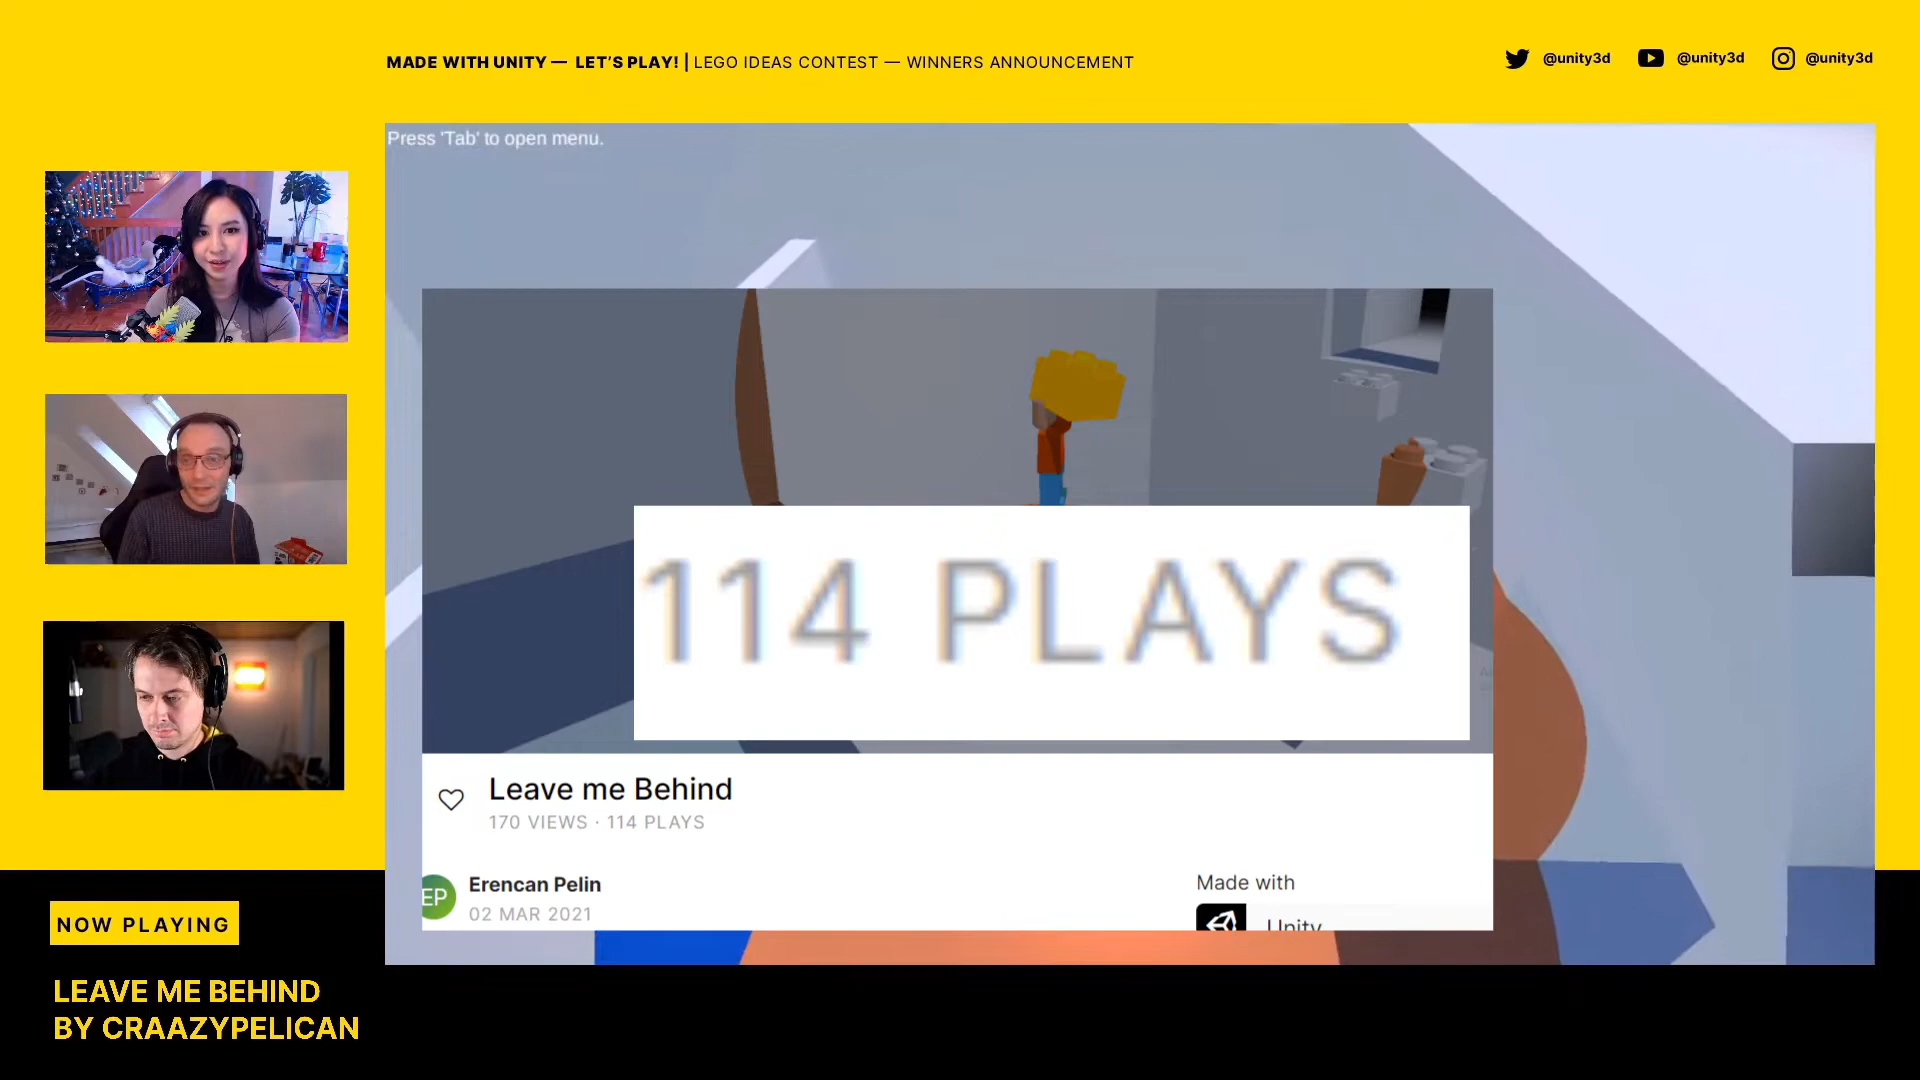 MADE WITH UNITY — LET'S PLAY! | LEGO IDEAS CONTEST — WINNERS ANNOUNCEMENT
@unity3d
@unity3d
@unity3d
Press 'Tab' to open menu.
114 PLAYS
Leave me Behind
170 VIEWS · 114 PLAYS
EP
Erencan Pelin
02 MAR 2021
Made with
Unity
NOW PLAYING
LEAVE ME BEHIND
BY CRAAZYPELICAN